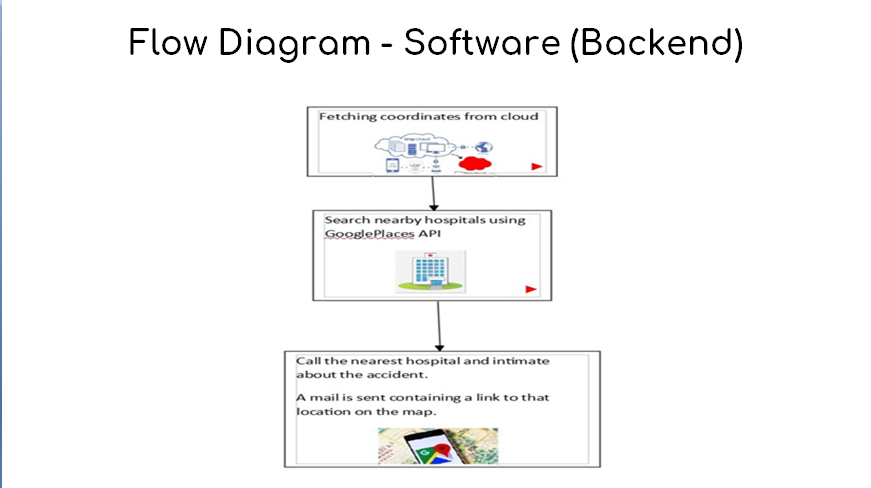 Flow Diagram - Software (Backend)
Fetching coordinates from cloud
Search nearby hospitals using
GooglePlaces API
Call the nearest hospital and intimate
about the accident.
A mail is sent containing a link to that
location on the map.